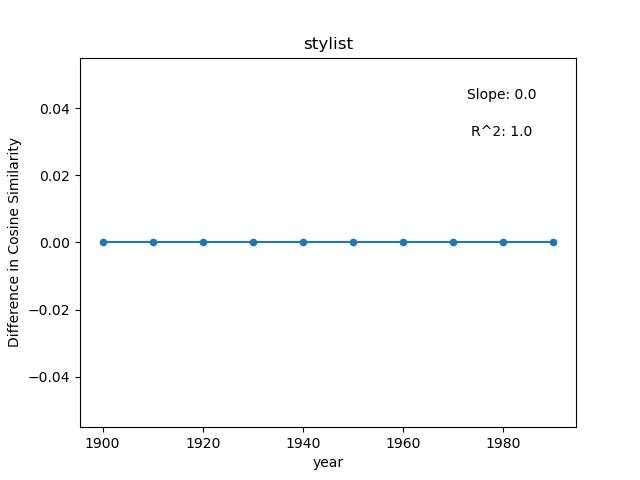 stylist
Slope: 0.0
R^2: 1.0
Difference in Cosine Similarity
0.04
0.02
0.00
−0.02
−0.04
1900 1920 1940 1960 1980
year